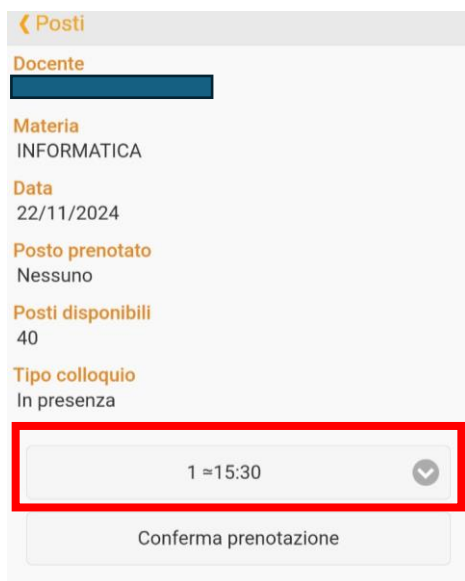 ❮ Posti
Docente
Materia
INFORMATICA
Data
22/11/2024
Posto prenotato
Nessuno
Posti disponibili
40
Tipo colloquio
In presenza
1 ≃15:30
Conferma prenotazione